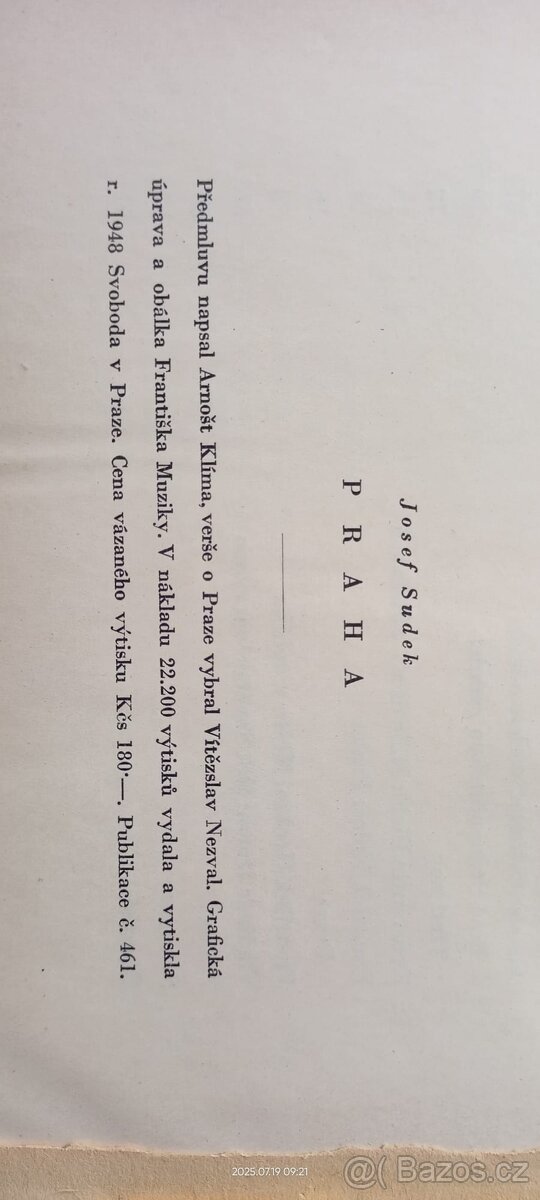 Josef Sudek
PRAHA
Předmluvu napsal Arnošt Klíma, verše o Praze vybral Vítězslav Nezval. Grafická
úprava a obálka Františka Muziky. V nákladu 22.200 výtisků vydala a vytiskla
r. 1948 Svoboda v Praze. Cena vázaného výtisku Kčs 180·—. Publikace č. 461.
2025.07.19 09:21
@ Bazos.cz